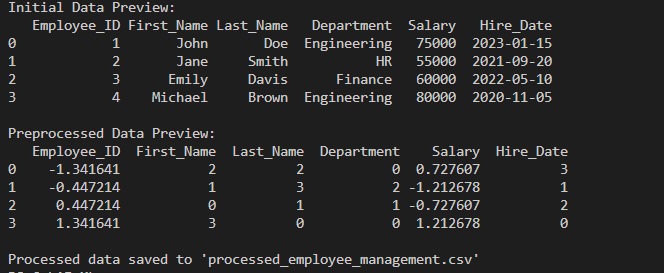 Initial Data Preview:
   Employee_ID First_Name Last_Name   Department  Salary   Hire_Date
0            1       John       Doe  Engineering   75000  2023-01-15
1            2       Jane     Smith           HR   55000  2021-09-20
2            3      Emily     Davis      Finance   60000  2022-05-10
3            4    Michael     Brown  Engineering   80000  2020-11-05

Preprocessed Data Preview:
   Employee_ID  First_Name  Last_Name  Department    Salary  Hire_Date
0    -1.341641           2          2           0  0.727607          3
1    -0.447214           1          3           2 -1.212678          1
2     0.447214           0          1           1 -0.727607          2
3     1.341641           3          0           0  1.212678          0

Processed data saved to 'processed_employee_management.csv'